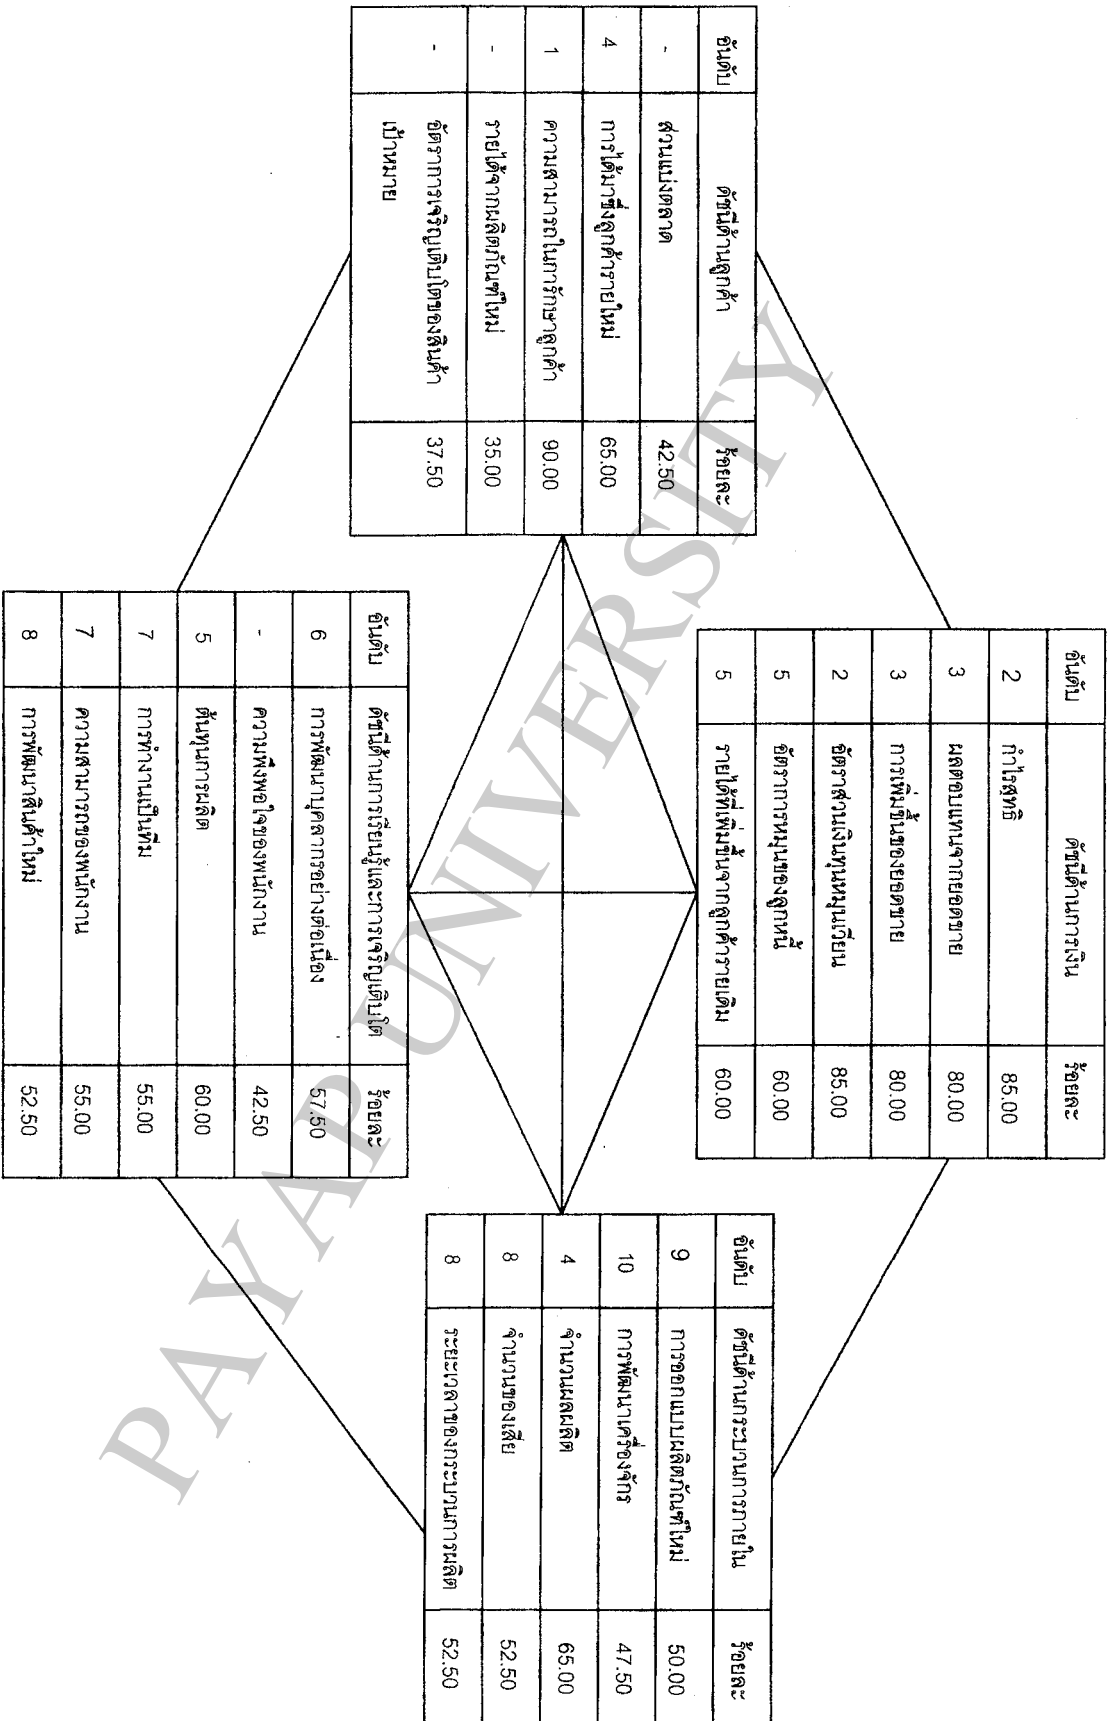 อันดับ ดัชนีด้านการเงิน ร้อยละ
2 กำไรสุทธิ 85.00
3 ผลตอบแทนจากยอดขาย 80.00
3 การเพิ่มขึ้นของยอดขาย 80.00
2 อัตราส่วนเงินทุนหมุนเวียน 85.00
5 อัตราการหมุนของลูกหนี้ 60.00
5 รายได้ที่เพิ่มขึ้นจากลูกค้ารายเดิม 60.00
อันดับ ดัชนีด้านลูกค้า ร้อยละ
- ส่วนแบ่งตลาด 42.50
4 การได้มาซึ่งลูกค้ารายใหม่ 65.00
1 ความสามารถในการักษาลูกค้า 90.00
- รายได้จากผลิตภัณฑ์ใหม่ 35.00
- อัตราการเจริญเติบโตของสินค้า 37.50
เป้าหมาย
อันดับ ดัชนีด้านกระบวนการภายใน ร้อยละ
9 การออกแบบผลิตภัณฑ์ใหม่ 50.00
10 การพัฒนาเครื่องจักร 47.50
4 จำนวนผลผลิต 65.00
8 จำนวนของเสีย 52.50
8 ระยะเวลาของกระบวนการผลิต 52.50
อันดับ ดัชนีด้านการเรียนรู้และการเจริญเติบโต ร้อยละ
6 การพัฒนาบุคลากรอย่างต่อเนื่อง 57.50
- ความพึงพอใจของพนักงาน 42.50
5 ต้นทุนการผลิต 60.00
7 การทำงานเป็นทีม 55.00
7 ความสามารถของพนักงาน 55.00
8 การพัฒนาสินค้าใหม่ 52.50
PAYAP UNIVERSITY